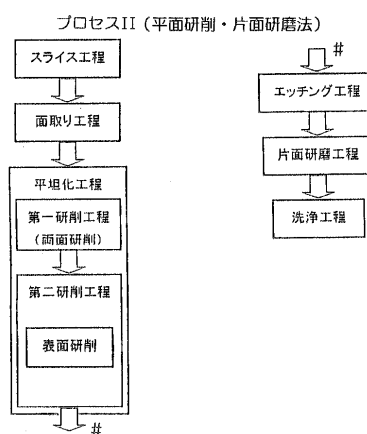 プロセスII（平面研削・片面研磨法）
スライス工程
面取り工程
平坦化工程
第一研削工程
(両面研削)
第二研削工程
表面研削
#
#
エッチング工程
片面研磨工程
洗浄工程